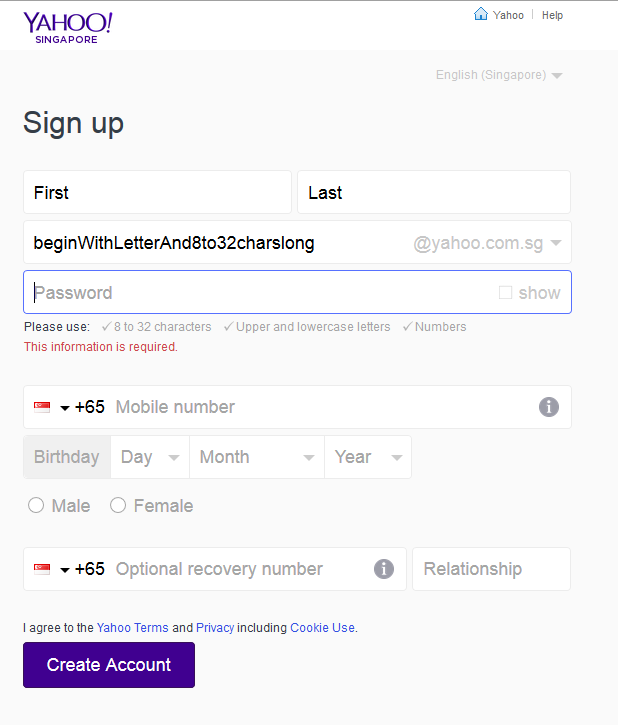 YAHOO!
SINGAPORE
Yahoo Help
English (Singapore)
Sign up
First Last
beginWithLetterAnd8to32charslong @yahoo.com.sg
Password show
Please use: ✓ 8 to 32 characters ✓ Upper and lowercase letters ✓ Numbers
This information is required.
+65 Mobile number i
Birthday Day Month Year
Male Female
+65 Optional recovery number i Relationship
I agree to the Yahoo Terms and Privacy including Cookie Use.
Create Account